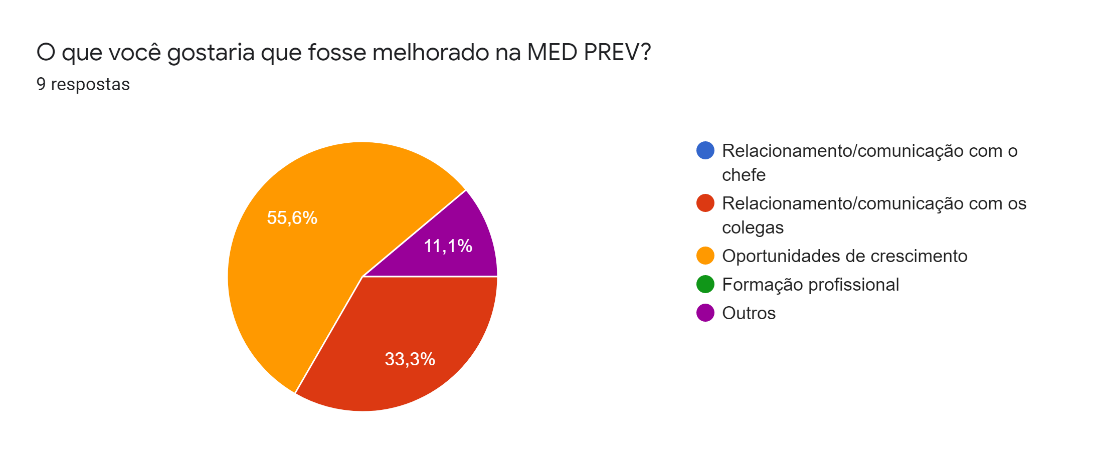 O que você gostaria que fosse melhorado na MED PREV?
9 respostas
55,6%
11,1%
33,3%
Relacionamento/comunicação com o
chefe
Relacionamento/comunicação com os
colegas
Oportunidades de crescimento
Formação profissional
Outros